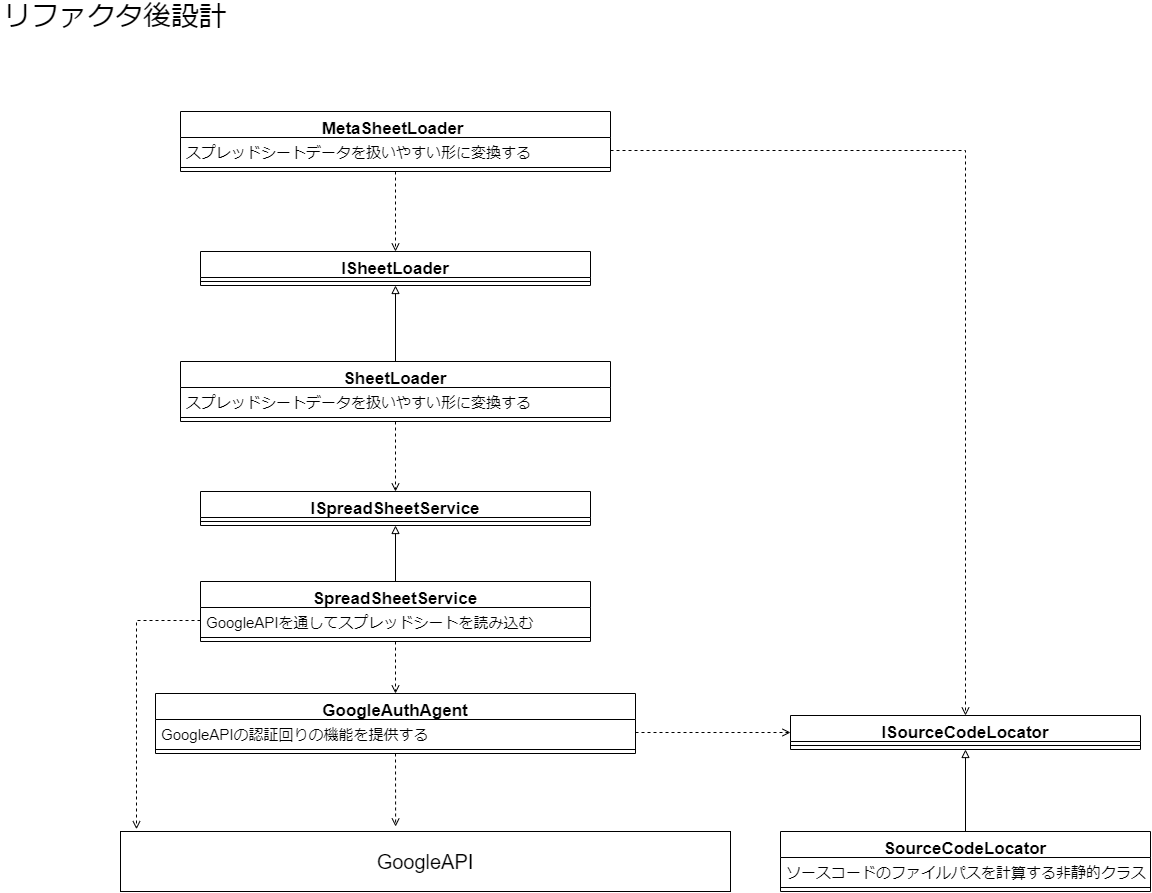 リファクタ後設計
MetaSheetLoader
スプレッドシートデータを扱いやすい形に変換する
ISheetLoader
SheetLoader
スプレッドシートデータを扱いやすい形に変換する
ISpreadSheetService
SpreadSheetService
GoogleAPIを通してスプレッドシートを読み込む
GoogleAuthAgent
GoogleAPIの認証回りの機能を提供する
ISourceCodeLocator
GoogleAPI
SourceCodeLocator
ソースコードのファイルパスを計算する非静的クラス